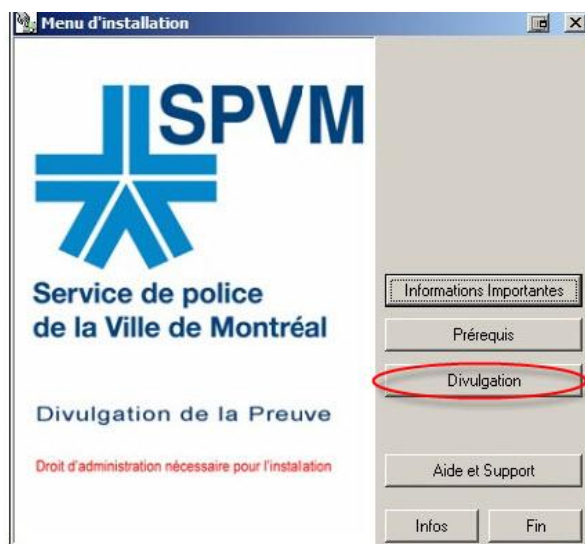 Menu d'installation
SPVM
Service de police
de la Ville de Montréal
Divulgation de la Preuve
Droit d'administration nécessaire pour l'instalation
Informations Importantes
Prérequis
Divulgation
Aide et Support
Infos
Fin